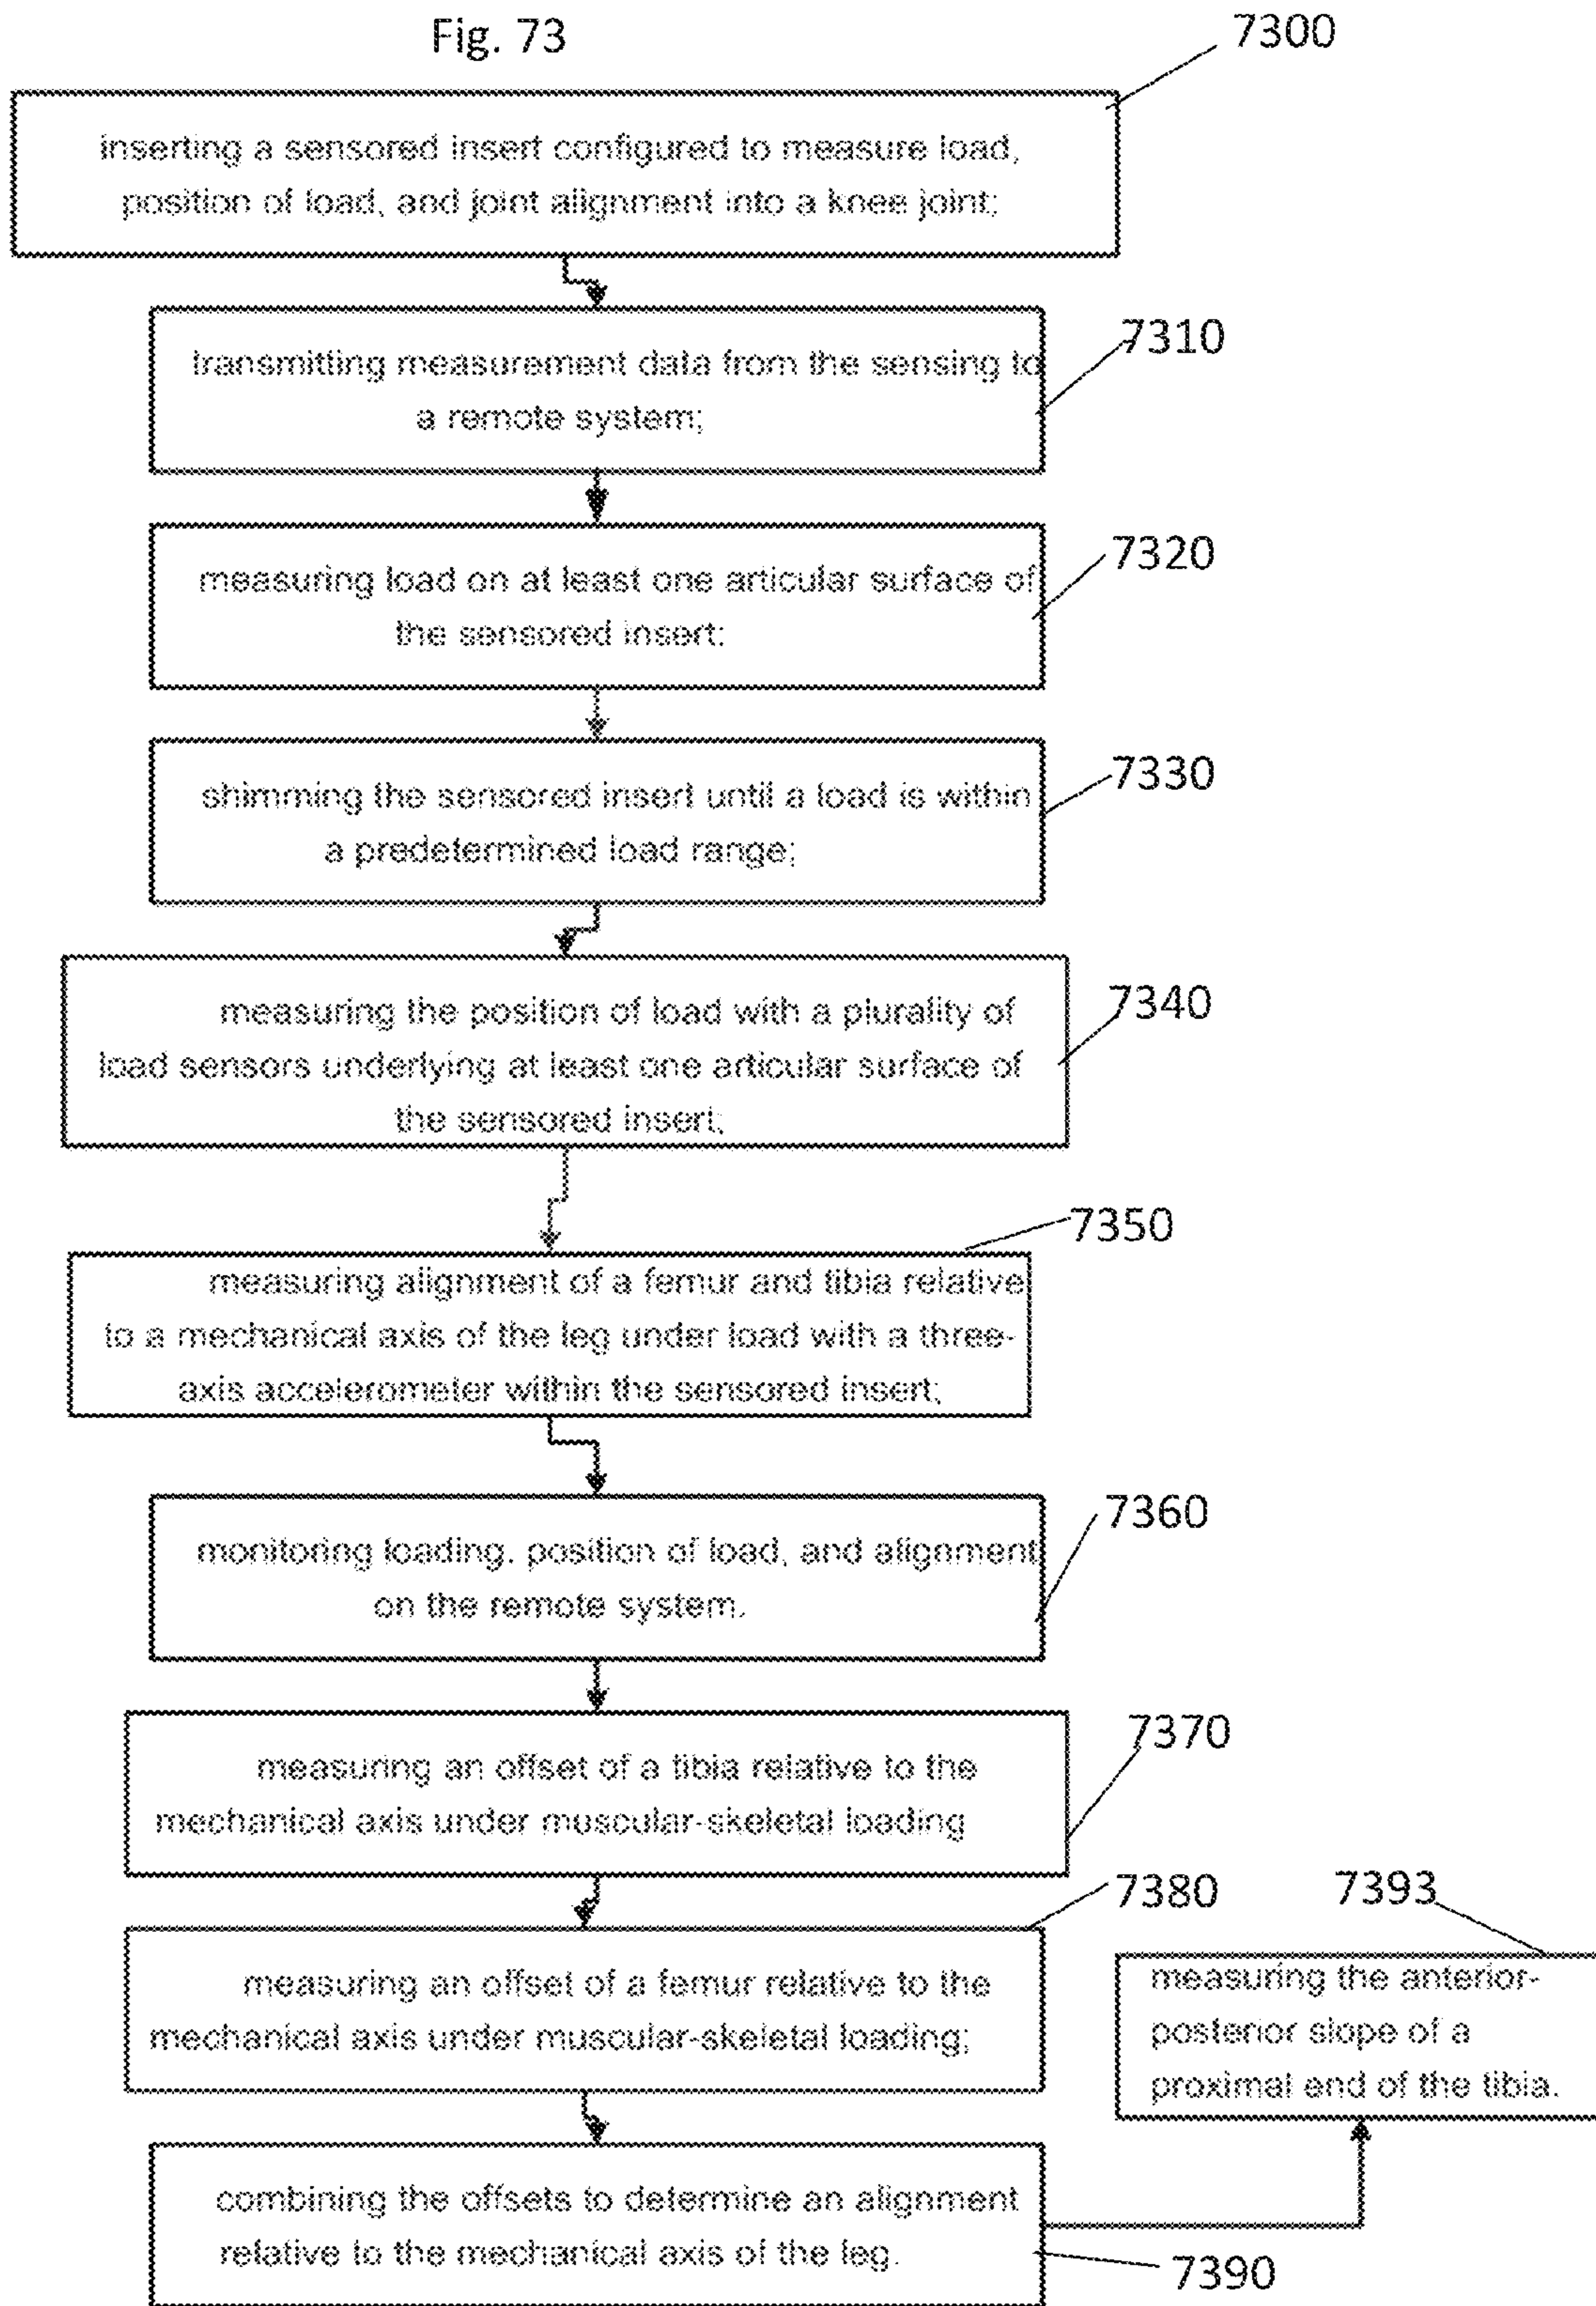 Fig. 73
7300
inserting a sensored insert configured to measure load,
position of load, and joint alignment into a knee joint;
7310
transmitting measurement data from the sensing to
a remote system;
7320
measuring load on at least one articular surface of
the sensored insert:
7330
shimming the sensored insert until a load is within
a predetermined load range;
7340
measuring the position of load with a plurality of
load sensors underlying at least one articular surface of
the sensored insert;
7350
measuring alignment of a femur and tibia relative
to a mechanical axis of the leg under load with a three-
axis accelerometer within the sensored insert;
7360
monitoring loading. position of load, and alignment
on the remote system.
7370
measuring an offset of a tibia relative to the
mechanical axis under muscular-skeletal loading
7380
measuring an offset of a femur relative to the
mechanical axis under muscular-skeletal loading;
7393
measuring the anterior-
posterior slope of a
proximal end of the tibia.
combining the offsets to determine an alignment
relative to the mechanical axis of the leg.
7390